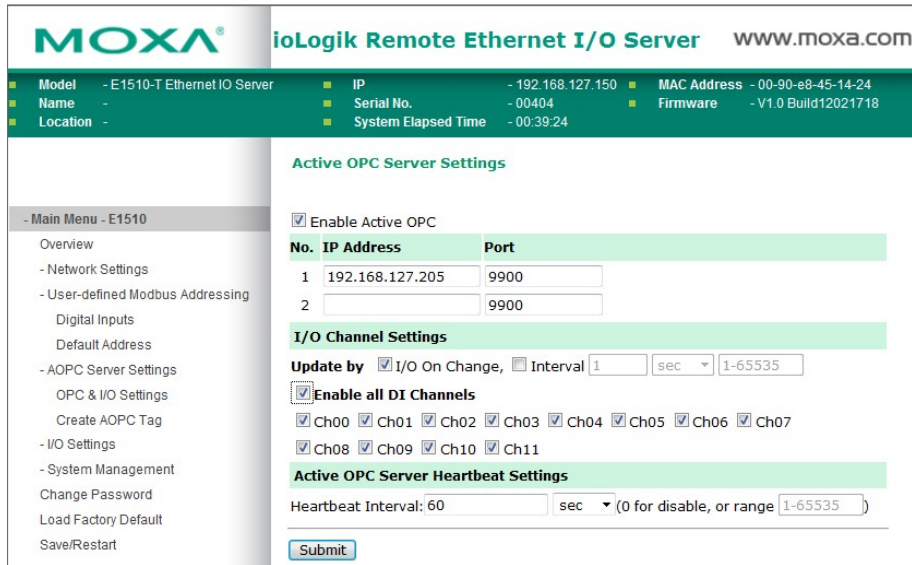 MOXA®
ioLogik Remote Ethernet I/O Server
www.moxa.com
Model - E1510-T Ethernet IO Server
IP - 192.168.127.150
MAC Address - 00-90-e8-45-14-24
Name -
Serial No. - 00404
Firmware - V1.0 Build12021718
Location -
System Elapsed Time - 00:39:24
- Main Menu - E1510
Overview
- Network Settings
- User-defined Modbus Addressing
Digital Inputs
Default Address
- AOPC Server Settings
OPC & I/O Settings
Create AOPC Tag
- I/O Settings
- System Management
Change Password
Load Factory Default
Save/Restart
Active OPC Server Settings
Enable Active OPC
No. IP Address Port
1 192.168.127.205 9900
2 9900
I/O Channel Settings
Update by I/O On Change, Interval 1 sec 1-65535
Enable all DI Channels
Ch00 Ch01 Ch02 Ch03 Ch04 Ch05 Ch06 Ch07
Ch08 Ch09 Ch10 Ch11
Active OPC Server Heartbeat Settings
Heartbeat Interval: 60 sec (0 for disable, or range 1-65535 )
Submit